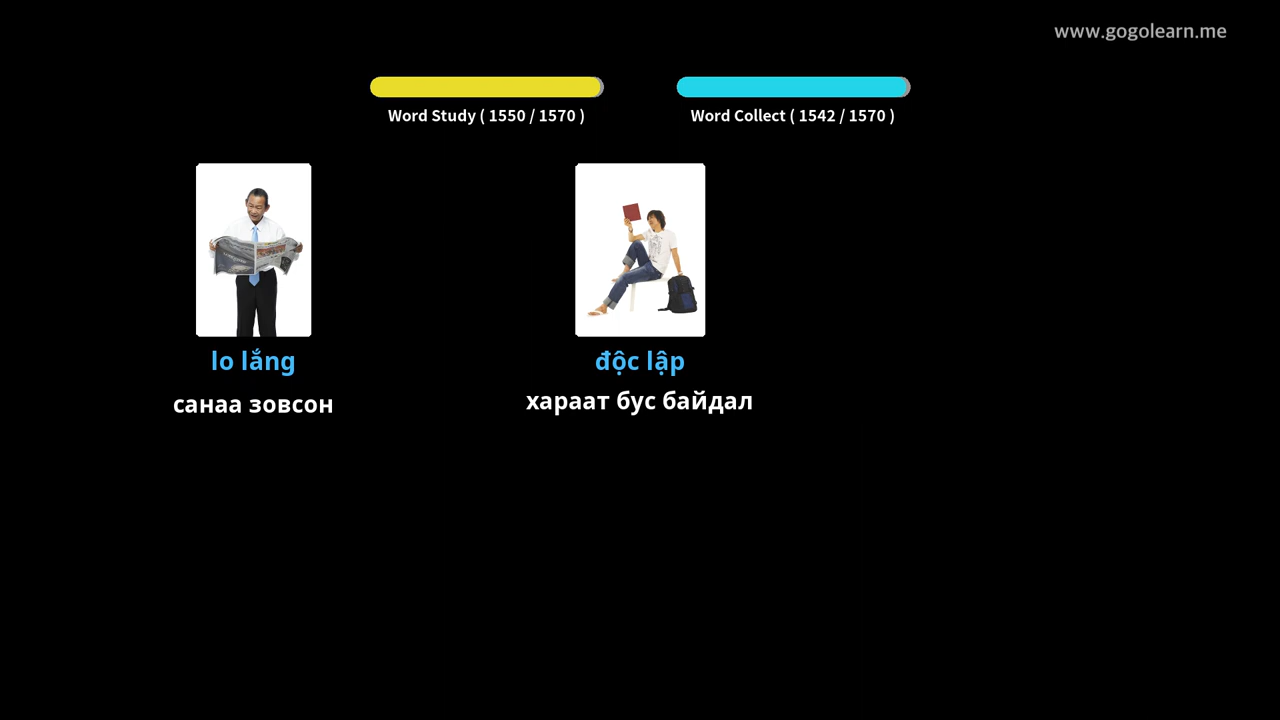 www.gogolearn.me
Word Study ( 1550 / 1570 )
Word Collect ( 1542 / 1570 )
lo lắng
санаа зовсон
độc lập
хараат бус байдал